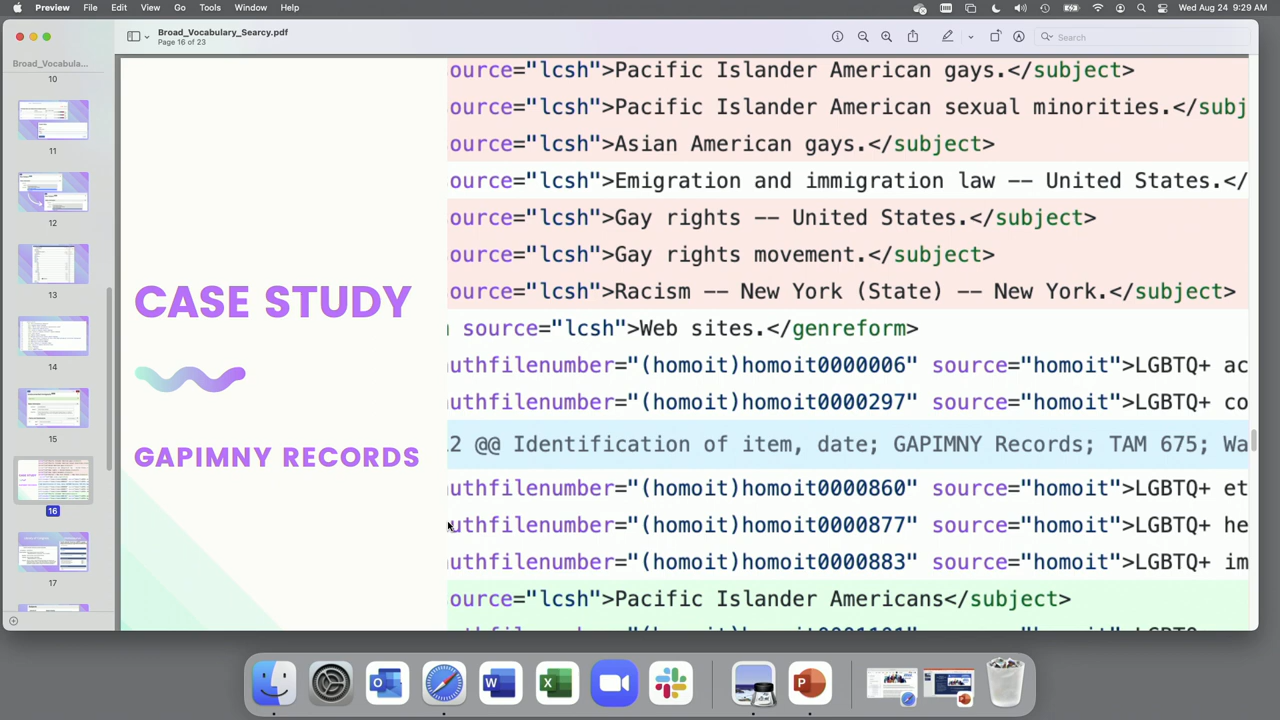 Preview File Edit View Go Tools Window Help Wed Aug 24 9:29 AM
Broad_Vocabulary_Searcy.pdf
Page 16 of 23
Search
Broad_Vocabula...
10
11
12
13
14
15
16
17
CASE STUDY
GAPIMNY RECORDS
ource="lcsh">Pacific Islander American gays.</subject>
ource="lcsh">Pacific Islander American sexual minorities.</subj
ource="lcsh">Asian American gays.</subject>
ource="lcsh">Emigration and immigration law -- United States.</
ource="lcsh">Gay rights -- United States.</subject>
ource="lcsh">Gay rights movement.</subject>
ource="lcsh">Racism -- New York (State) -- New York.</subject>
source="lcsh">Web sites.</genreform>
uthfilenumber="(homoit)homoit0000006" source="homoit">LGBTQ+ ac
uthfilenumber="(homoit)homoit0000297" source="homoit">LGBTQ+ co
2 @@ Identification of item, date; GAPIMNY Records; TAM 675; Wa
uthfilenumber="(homoit)homoit0000860" source="homoit">LGBTQ+ et
uthfilenumber="(homoit)homoit0000877" source="homoit">LGBTQ+ he
uthfilenumber="(homoit)homoit0000883" source="homoit">LGBTQ+ im
ource="lcsh">Pacific Islander Americans</subject>